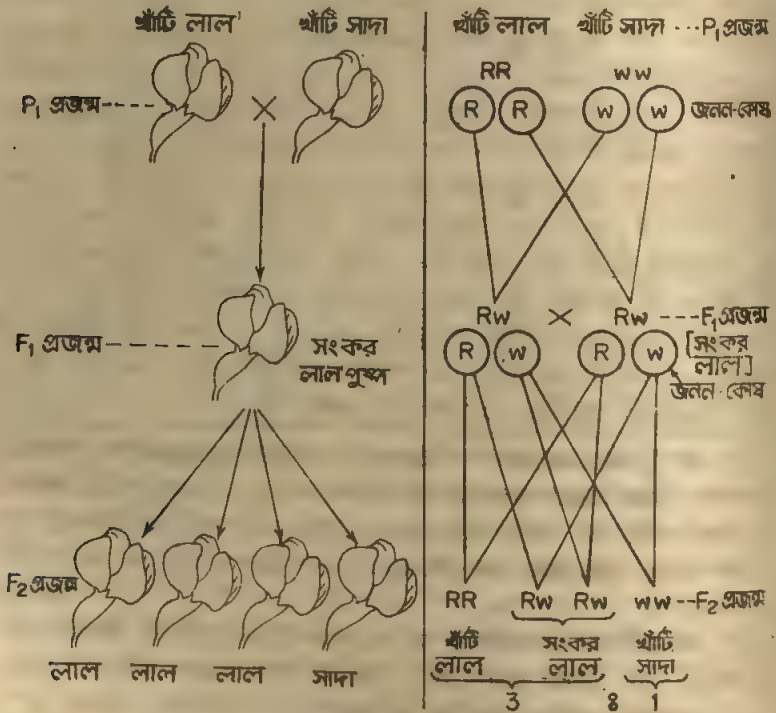 খাঁটি লাল খাঁটি সাদা
P₁ প্রজন্ম
F₁ প্রজন্ম
সংকর
লাল পুষ্প
F₂ প্রজন্ম
লাল লাল লাল সাদা
খাঁটি লাল খাঁটি সাদা ---P₁ প্রজন্ম
RR ww
R R w w জনন-কোষ
Rw × Rw ---F₁ প্রজন্ম
R w R w [সংকর
লাল]
জনন-কোষ
RR Rw Rw ww ---F₂ প্রজন্ম
খাঁটি সংকর খাঁটি
লাল লাল সাদা
3 ঃ 1